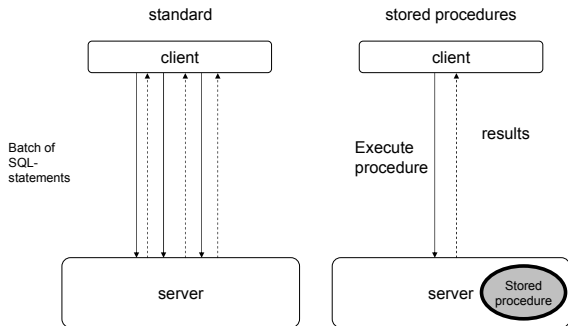 standard
client
Batch of
SQL-
statements
server
stored procedures
client
Execute
procedure
results
server
Stored
procedure